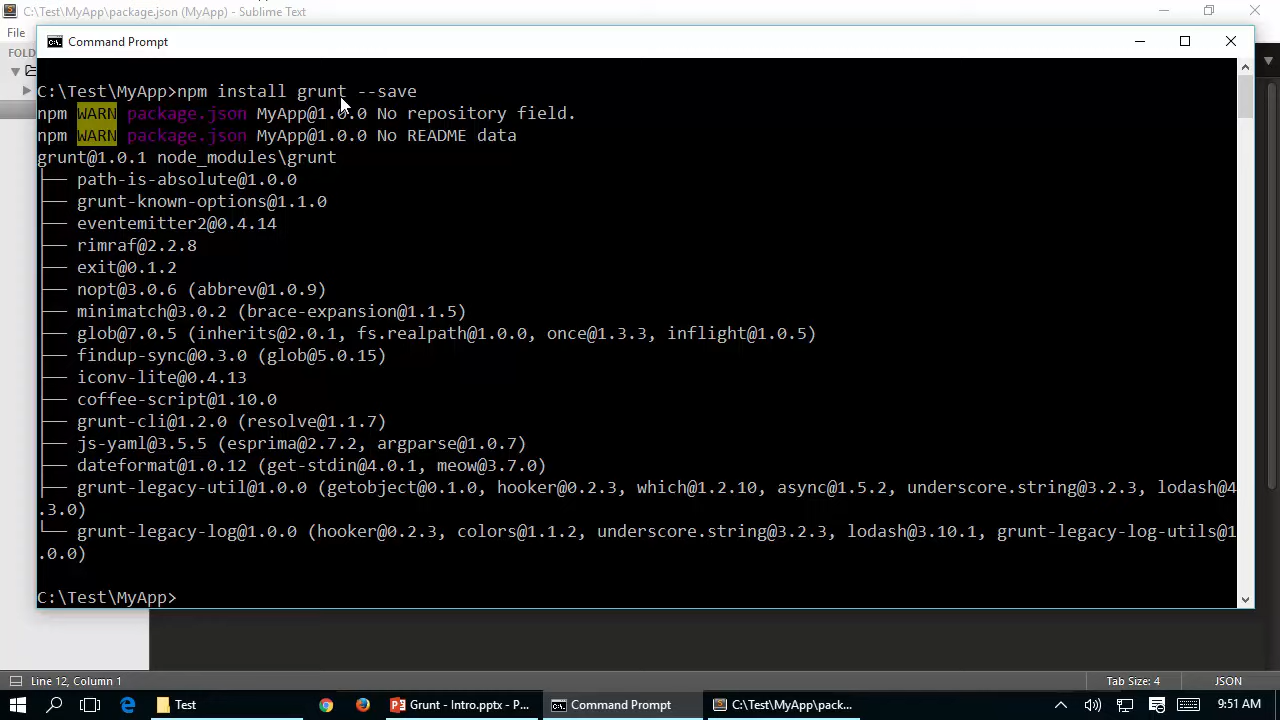 C:\Test\MyApp\package.json (MyApp) - Sublime Text
File
FOLD
Command Prompt
C:\Test\MyApp>npm install grunt --save
npm WARN package.json MyApp@1.0.0 No repository field.
npm WARN package.json MyApp@1.0.0 No README data
grunt@1.0.1 node_modules\grunt
├── path-is-absolute@1.0.0
├── grunt-known-options@1.1.0
├── eventemitter2@0.4.14
├── rimraf@2.2.8
├── exit@0.1.2
├── nopt@3.0.6 (abbrev@1.0.9)
├── minimatch@3.0.2 (brace-expansion@1.1.5)
├── glob@7.0.5 (inherits@2.0.1, fs.realpath@1.0.0, once@1.3.3, inflight@1.0.5)
├── findup-sync@0.3.0 (glob@5.0.15)
├── iconv-lite@0.4.13
├── coffee-script@1.10.0
├── grunt-cli@1.2.0 (resolve@1.1.7)
├── js-yaml@3.5.5 (esprima@2.7.2, argparse@1.0.7)
├── dateformat@1.0.12 (get-stdin@4.0.1, meow@3.7.0)
├── grunt-legacy-util@1.0.0 (getobject@0.1.0, hooker@0.2.3, which@1.2.10, async@1.5.2, underscore.string@3.2.3, lodash@4
.3.0)
└── grunt-legacy-log@1.0.0 (hooker@0.2.3, colors@1.1.2, underscore.string@3.2.3, lodash@3.10.1, grunt-legacy-log-utils@1
.0.0)
C:\Test\MyApp>
Line 12, Column 1
Tab Size: 4
JSON
Test
Grunt - Intro.pptx - P...
Command Prompt
C:\Test\MyApp\pack...
9:51 AM